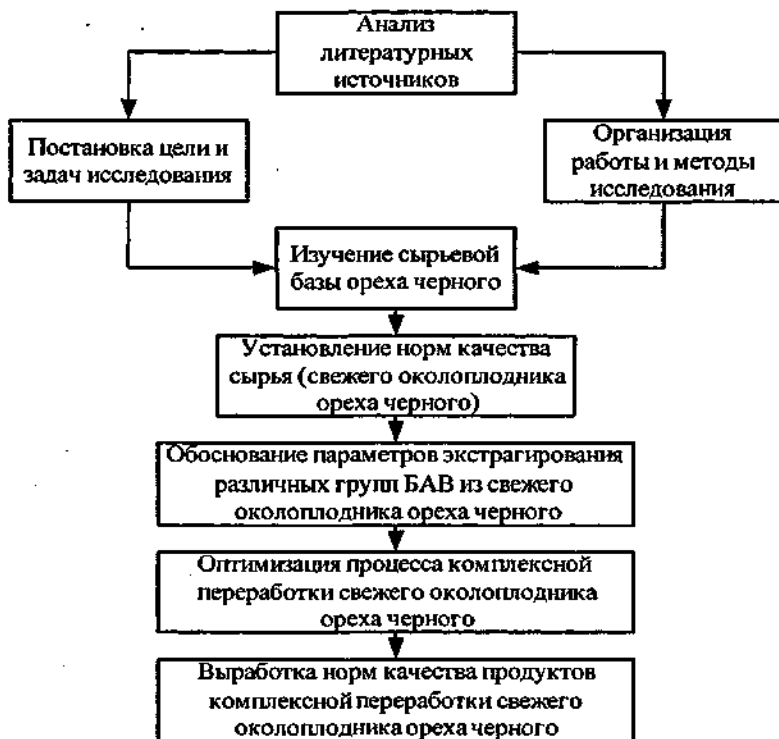 Анализ
литературных
источников
Постановка цели и
задач исследования
Организация
работы и методы
исследования
Изучение сырьевой
базы ореха черного
Установление норм качества
сырья (свежего околоплодника
ореха черного)
Обоснование параметров экстрагирования
различных групп БАВ из свежего
околоплодника ореха черного
Оптимизация процесса комплексной
переработки свежего околоплодника
ореха черного
Выработка норм качества продуктов
комплексной переработки свежего
околоплодника ореха черного